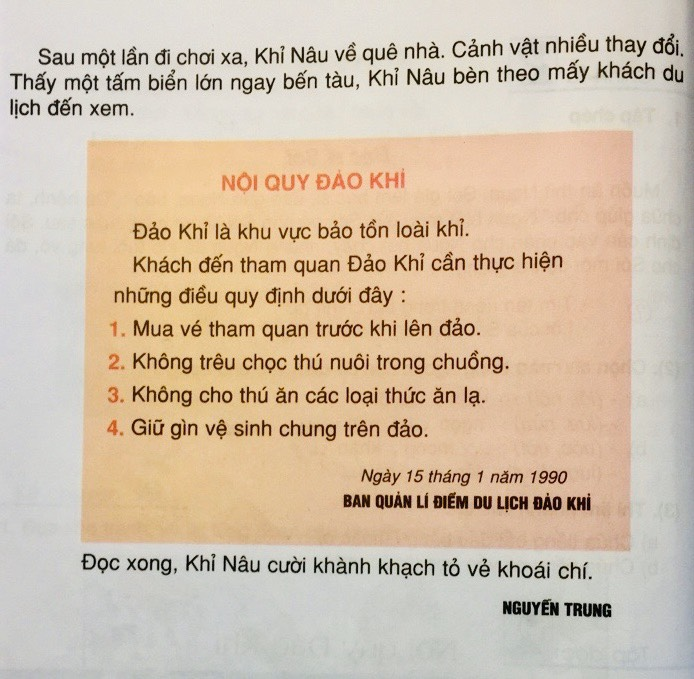 Sau một lần đi chơi xa, Khỉ Nâu về quê nhà. Cảnh vật nhiều thay đổi.
Thấy một tấm biển lớn ngay bến tàu, Khỉ Nâu bèn theo mấy khách du
lịch đến xem.
NỘI QUY ĐẢO KHỈ
Đảo Khỉ là khu vực bảo tồn loài khỉ.
Khách đến tham quan Đảo Khỉ cần thực hiện
những điều quy định dưới đây :
1. Mua vé tham quan trước khi lên đảo.
2. Không trêu chọc thú nuôi trong chuồng.
3. Không cho thú ăn các loại thức ăn lạ.
4. Giữ gìn vệ sinh chung trên đảo.
Ngày 15 tháng 1 năm 1990
BAN QUẢN LÍ ĐIỂM DU LỊCH ĐẢO KHỈ
Đọc xong, Khỉ Nâu cười khành khạch tỏ vẻ khoái chí.
NGUYỄN TRUNG